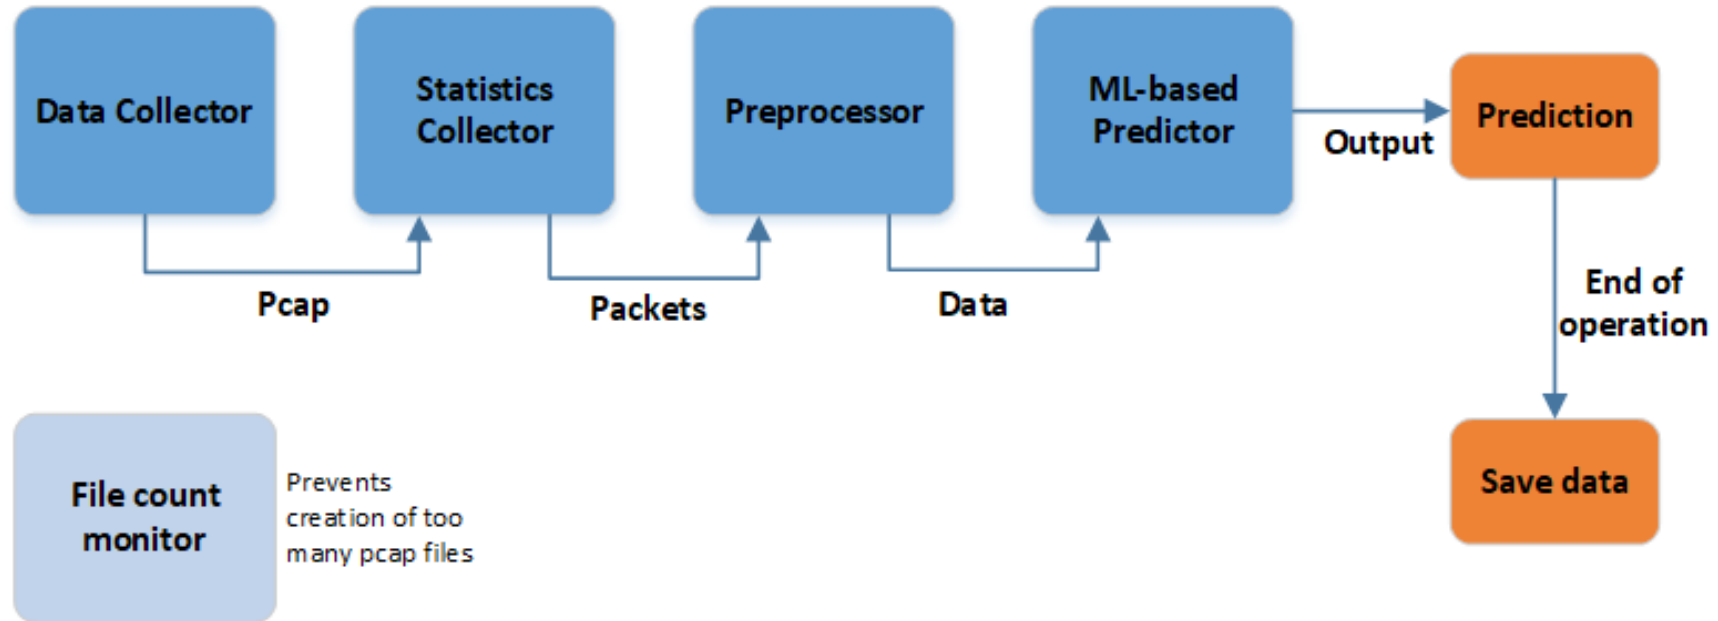 Data Collector
Statistics
Collector
Preprocessor
ML-based
Predictor
Output
Prediction
Pcap
Packets
Data
End of
operation
File count
monitor
Prevents
creation of too
many pcap files
Save data